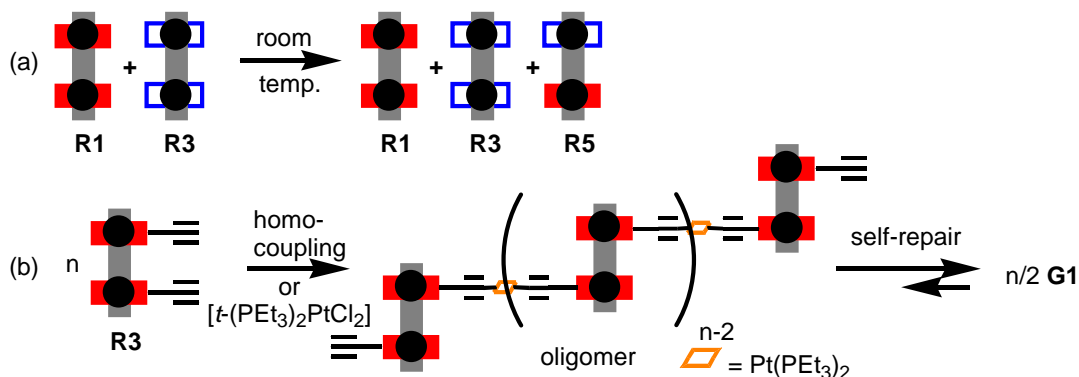 (a)
+
room
temp.
+
+
R1
R3
R1
R3
R5
(b)
n
R3
homo-
coupling
or
[t-(PEt3)2PtCl2]
oligomer
n-2
= Pt(PEt3)2
self-repair
n/2 G1